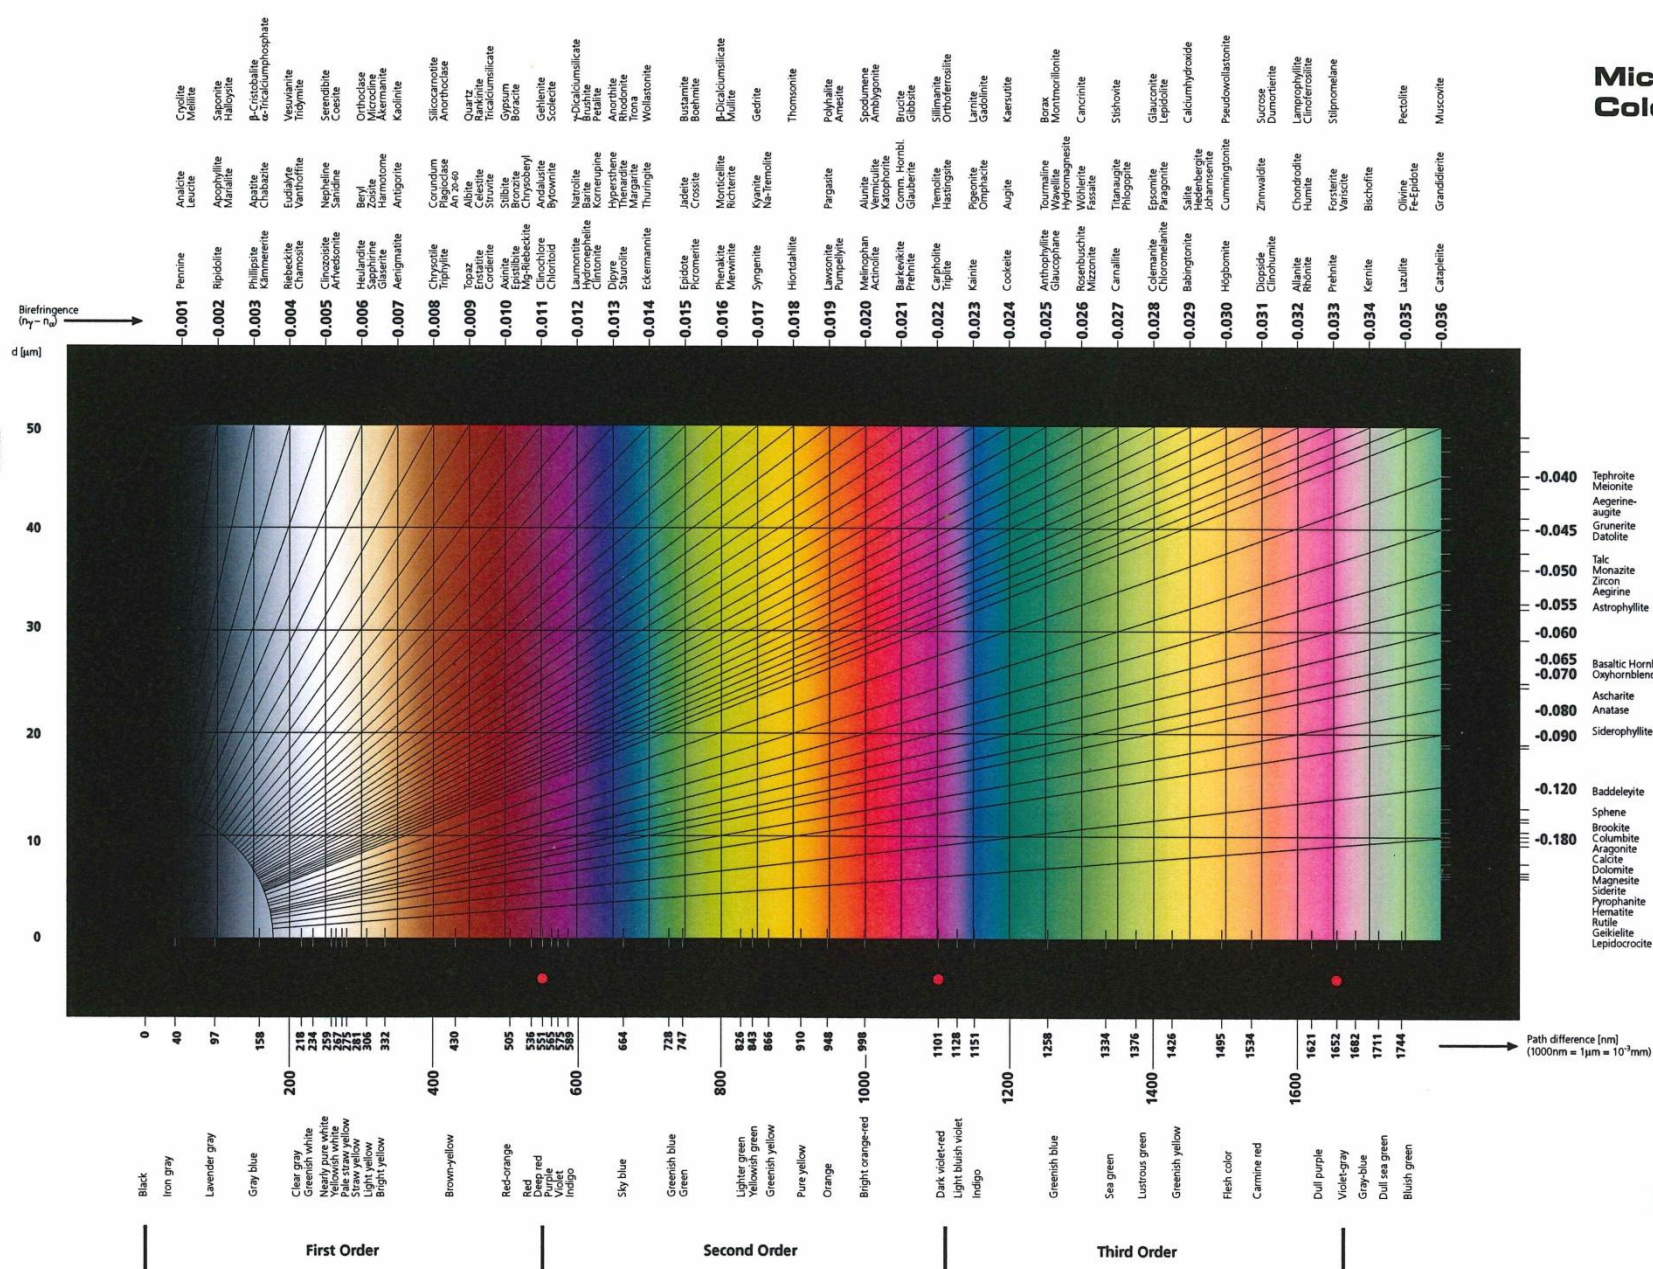 Mic
Colo
Cryolite
Melilite
Saponite
Halloysite
β-Cristobalite
α-Tricalciumphosphate
Vesuvianite
Tridymite
Serendibite
Coesite
Orthoclase
Microcline
Åkermanite
Kaolinite
Silicocarnotite
Anorthoclase
Quartz
Rankinite
Tricalciumsilicate
Gypsum
Boracite
Gehlenite
Scolecite
γ-Dicalciumsilicate
Brushite
Petalite
Anorthite
Rhodonite
Trona
Wollastonite
Bustamite
Boehmite
β-Dicalciumsilicate
Mullite
Gedrite
Thomsonite
Polyhalite
Amesite
Spodumene
Amblygonite
Brucite
Gibbsite
Sillimanite
Orthoferrosilite
Larnite
Gadolinite
Kaersutite
Borax
Montmorillonite
Cancrinite
Stishovite
Glauconite
Lepidolite
Calciumhydroxide
Pseudowollastonite
Sucrose
Dumortierite
Lamprophyllite
Clinoferrosilite
Stilpnomelane
Pectolite
Muscovite
Analcite
Leucite
Apophyllite
Marialite
Apatite
Chabazite
Eudialyte
Vanthoffite
Nepheline
Sanidine
Beryl
Zoisite
Harmotome
Antigorite
Corundum
Plagioclase
An 20-60
Albite
Celestite
Struvite
Stilbite
Bronzite
Chrysoberyl
Andalusite
Bytownite
Natrolite
Barite
Kornerupine
Hypersthene
Thenardite
Margarite
Thuringite
Jadeite
Crossite
Monticellite
Richterite
Kyanite
Na-Tremolite
Pargasite
Alunite
Vermiculite
Katophorite
Comm. Hornbl.
Glauberite
Tremolite
Hastingsite
Pigeonite
Omphacite
Augite
Tourmaline
Wavellite
Hydromagnesite
Wöhlerite
Fassaite
Titanaugite
Phlogopite
Epsomite
Paragonite
Salite
Hedenbergite
Johannsenite
Cummingtonite
Zinnwaldite
Chondrodite
Humite
Forsterite
Variscite
Bischofite
Olivine
Fe-Epidote
Grandidierite
Pennine
Ripidolite
Phillipsite
Kämmererite
Riebeckite
Chamosite
Clinozoisite
Arfvedsonite
Heulandite
Sapphirine
Glaserite
Aenigmatite
Chrysotile
Triphylite
Topaz
Enstatite
Cordierite
Axinite
Epistilbite
Mg-Riebeckite
Clinochlore
Chloritoid
Laumontite
Hydronephelite
Clintonite
Dipyre
Staurolite
Eckermannite
Epidote
Picromerite
Phenakite
Merwinite
Syngenite
Hiortdahlite
Lawsonite
Pumpellyite
Melinophan
Actinolite
Barkevikite
Prehnite
Carpholite
Triplite
Kainite
Cookeite
Anthophyllite
Glaucophane
Rosenbuschite
Mizzonite
Carnallite
Colemanite
Chloromelanite
Babingtonite
Högbomite
Diopside
Clinohumite
Allanite
Rhönite
Prehnite
Kernite
Lazulite
Catapleiite
Birefringence
(nγ – nα)
0.001
0.002
0.003
0.004
0.005
0.006
0.007
0.008
0.009
0.010
0.011
0.012
0.013
0.014
0.015
0.016
0.017
0.018
0.019
0.020
0.021
0.022
0.023
0.024
0.025
0.026
0.027
0.028
0.029
0.030
0.031
0.032
0.033
0.034
0.035
0.036
d [µm]
50
40
30
20
10
0
-0.040
-0.045
-0.050
-0.055
-0.060
-0.065
-0.070
-0.080
-0.090
-0.120
-0.180
Tephroite
Meionite
Aegerine-
augite
Grunerite
Datolite
Talc
Monazite
Zircon
Aegirine
Astrophyllite
Basaltic Hornl
Oxyhornblend
Ascharite
Anatase
Siderophyllite
Baddeleyite
Sphene
Brookite
Columbite
Aragonite
Calcite
Dolomite
Magnesite
Siderite
Pyrophanite
Hematite
Rutile
Geikielite
Lepidocrocite
0
40
97
158
200
218
234
259
267
275
281
306
332
400
430
505
536
551
565
575
589
600
664
728
747
800
826
843
866
910
948
998
1000
1101
1128
1151
1200
1258
1334
1376
1400
1426
1495
1534
1600
1621
1652
1682
1711
1744
Path difference [nm]
(1000nm = 1µm = 10⁻³mm)
Black
Iron gray
Lavender gray
Gray blue
Clear gray
Greenish white
Nearly pure white
Yellowish white
Pale straw yellow
Straw yellow
Light yellow
Bright yellow
Brown-yellow
Red-orange
Red
Deep red
Purple
Violet
Indigo
Sky blue
Greenish blue
Green
Lighter green
Yellowish green
Greenish yellow
Pure yellow
Orange
Bright orange-red
Dark violet-red
Light bluish violet
Indigo
Greenish blue
Sea green
Lustrous green
Greenish yellow
Flesh color
Carmine red
Dull purple
Violet-gray
Gray-blue
Dull sea green
Bluish green
First Order
Second Order
Third Order